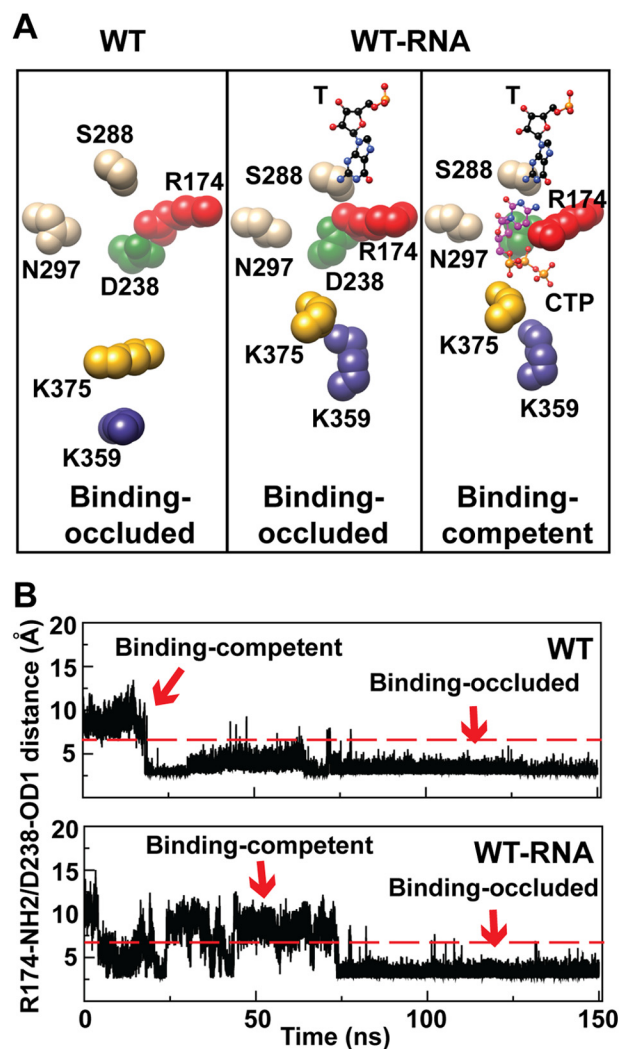 A
WT
WT-RNA
S288
R174
N297
D238
K375
K359
Binding-
occluded
T
S288
R174
N297
D238
K375
K359
Binding-
occluded
T
S288
R174
N297
CTP
K375
K359
Binding-
competent
B
R174-NH2/D238-OD1 distance (Å)
20
15
10
5
Binding-competent
WT
Binding-occluded
20
15
10
5
Binding-competent
WT-RNA
Binding-occluded
0
50
100
150
Time (ns)